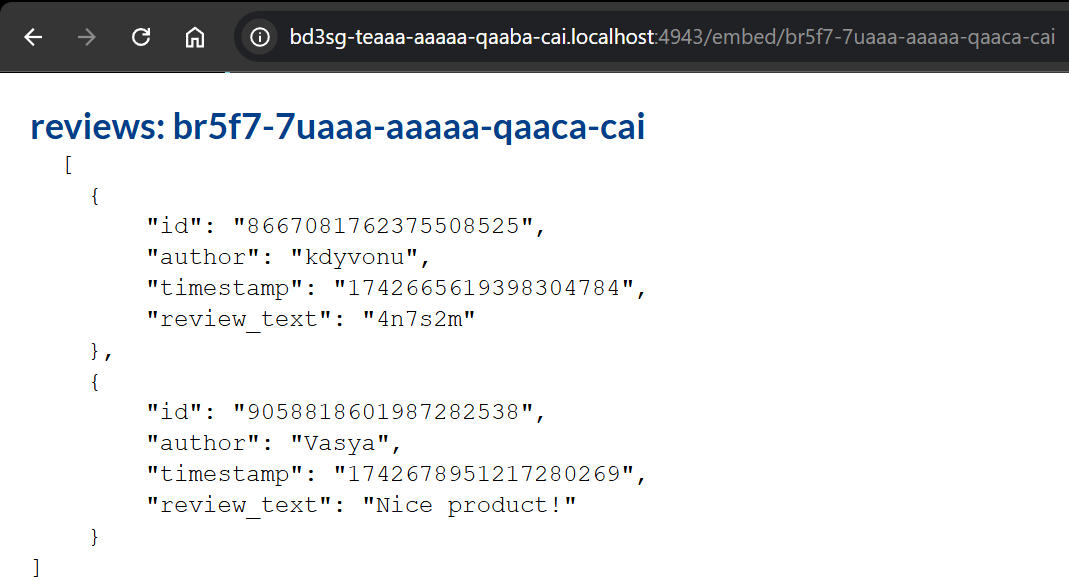 bd3sg-teaaa-aaaaa-qaaba-cai.localhost:4943/embed/br5f7-7uaaa-aaaaa-qaaca-cai
reviews: br5f7-7uaaa-aaaaa-qaaca-cai
[
{
"id": "8667081762375508525",
"author": "kdyvonu",
"timestamp": "1742665619398304784",
"review_text": "4n7s2m"
},
{
"id": "9058818601987282538",
"author": "Vasya",
"timestamp": "1742678951217280269",
"review_text": "Nice product!"
}
]